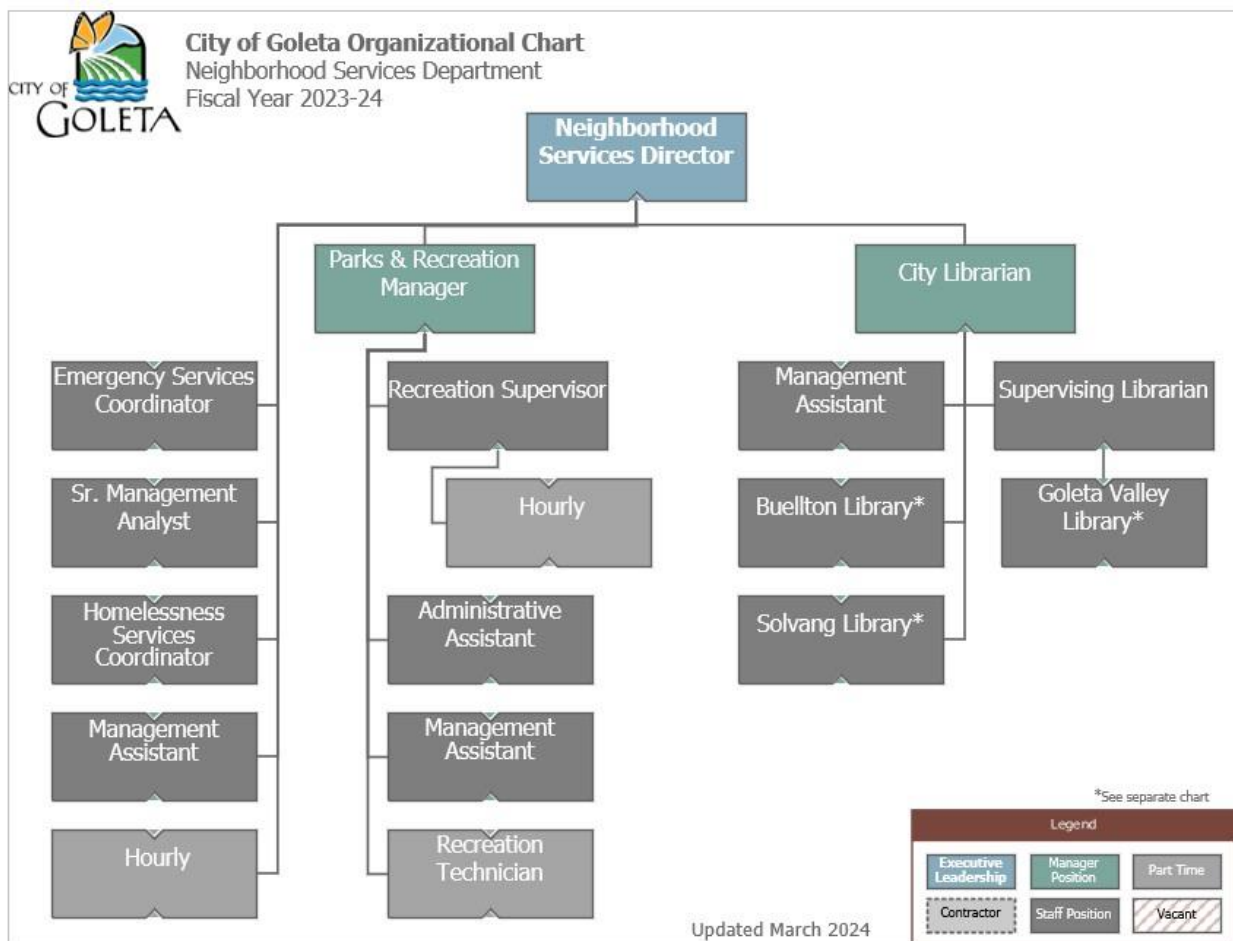 CITY OF
GOLETA
City of Goleta Organizational Chart
Neighborhood Services Department
Fiscal Year 2023-24
Neighborhood
Services Director
Parks & Recreation
Manager
City Librarian
Emergency Services
Coordinator
Recreation Supervisor
Management
Assistant
Supervising Librarian
Sr. Management
Analyst
Hourly
Buellton Library*
Goleta Valley
Library*
Homelessness
Services
Coordinator
Administrative
Assistant
Solvang Library*
Management
Assistant
Management
Assistant
Hourly
Recreation
Technician
*See separate chart
Legend
Executive
Leadership
Manager
Position
Part Time
Contractor
Staff Position
Vacant
Updated March 2024